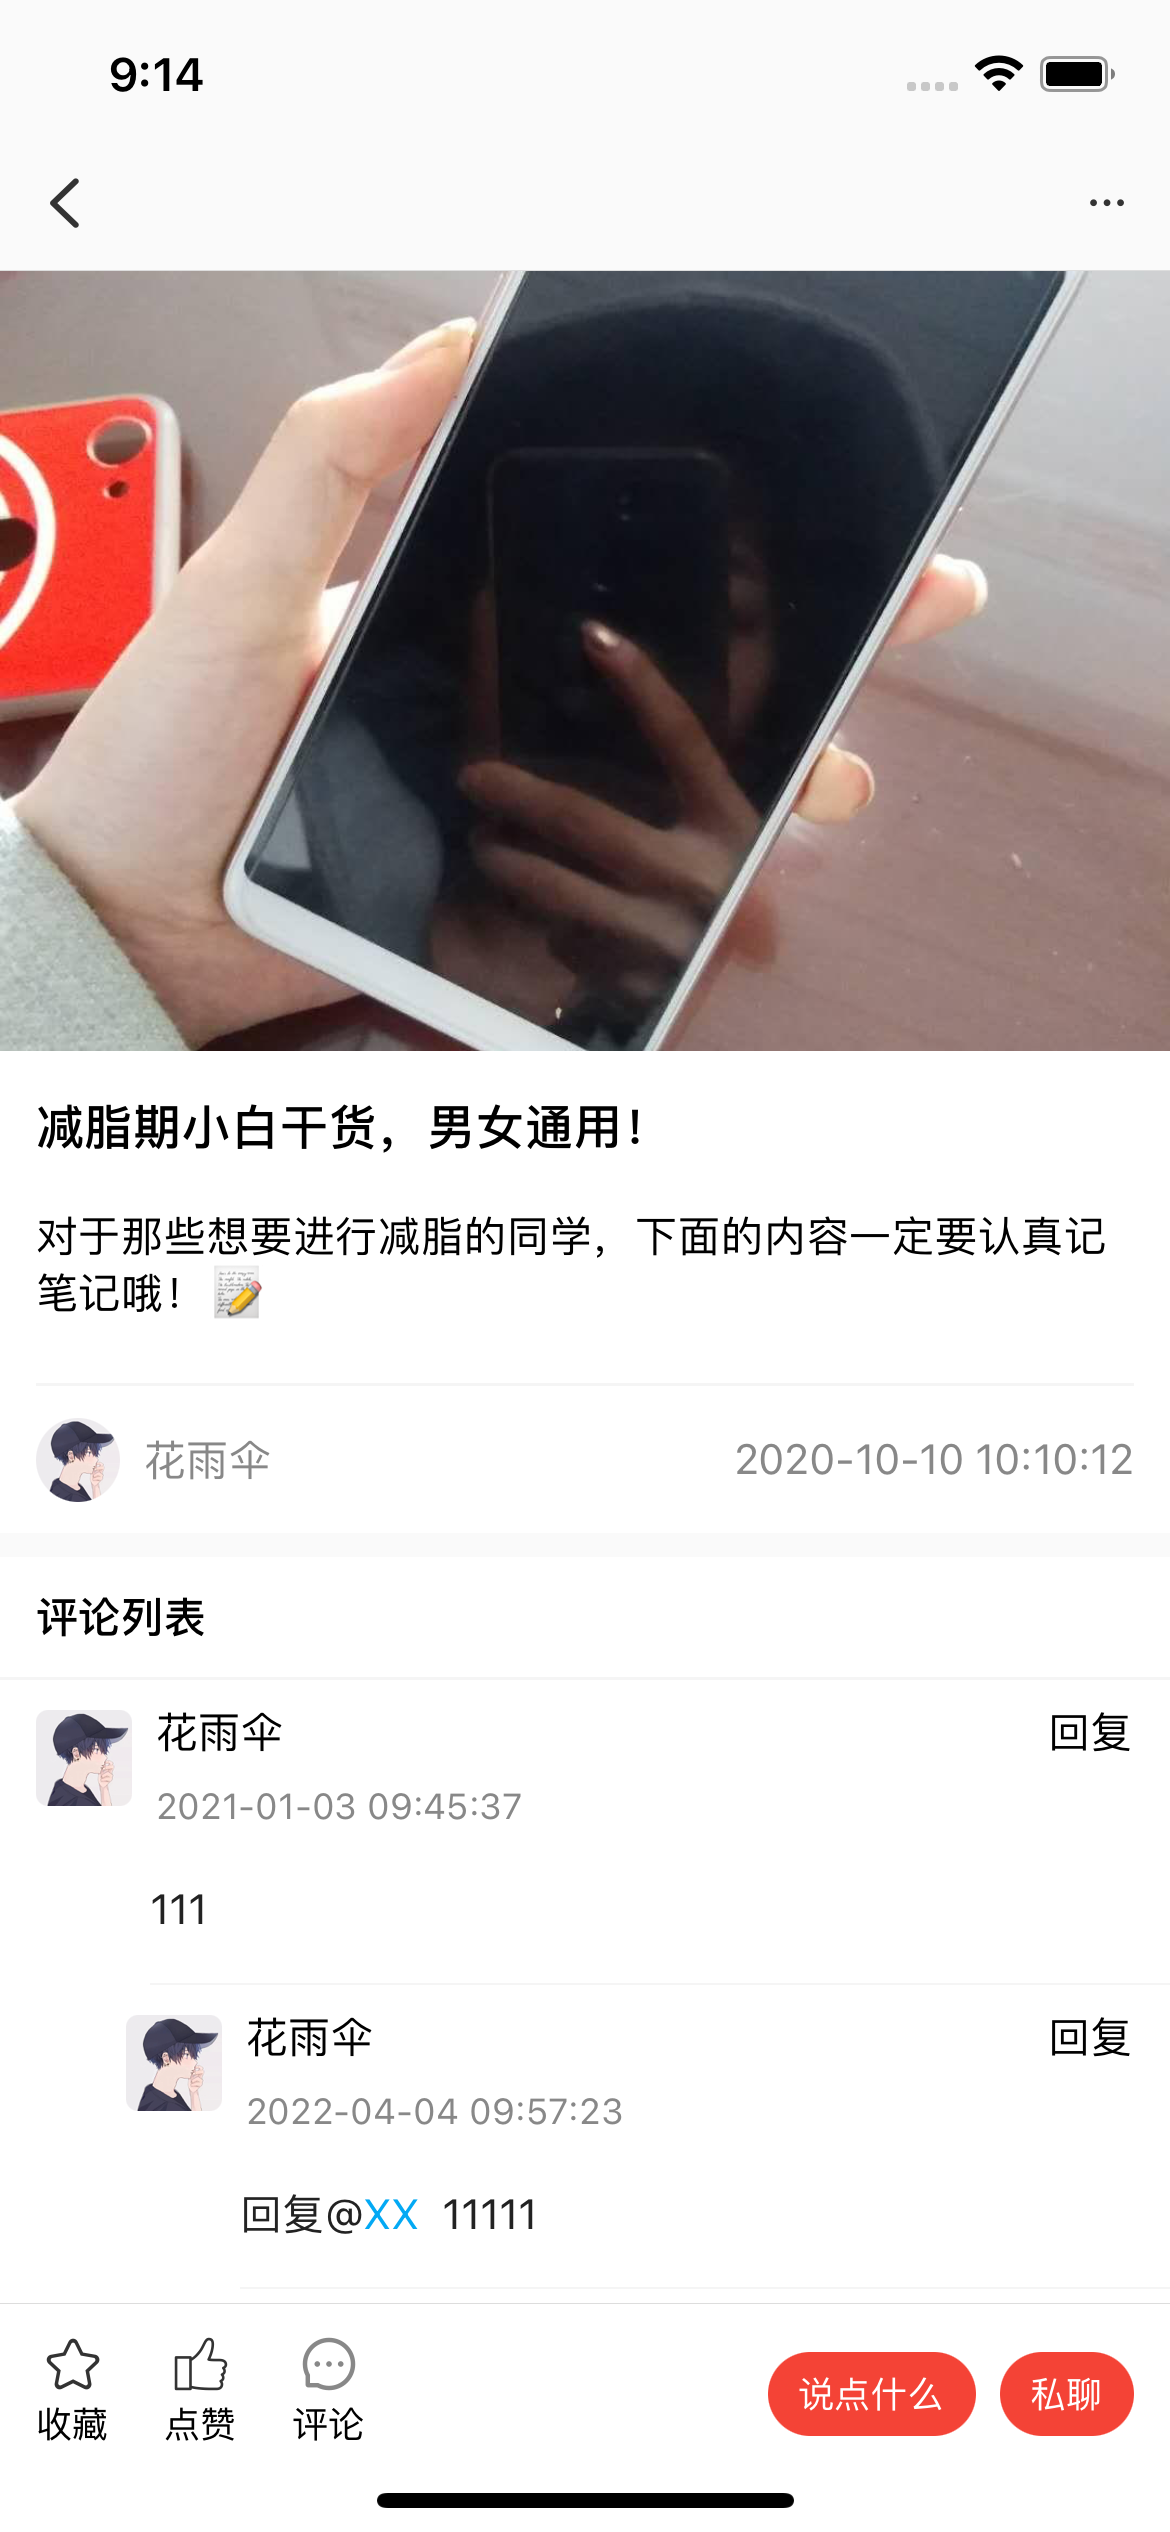 9:14
减脂期小白干货，男女通用！
对于那些想要进行减脂的同学，下面的内容一定要认真记
笔记哦！📝
花雨伞 2020-10-10 10:10:12
评论列表
花雨伞 回复
2021-01-03 09:45:37
111
花雨伞 回复
2022-04-04 09:57:23
回复@XX 11111
收藏 点赞 评论 说点什么 私聊